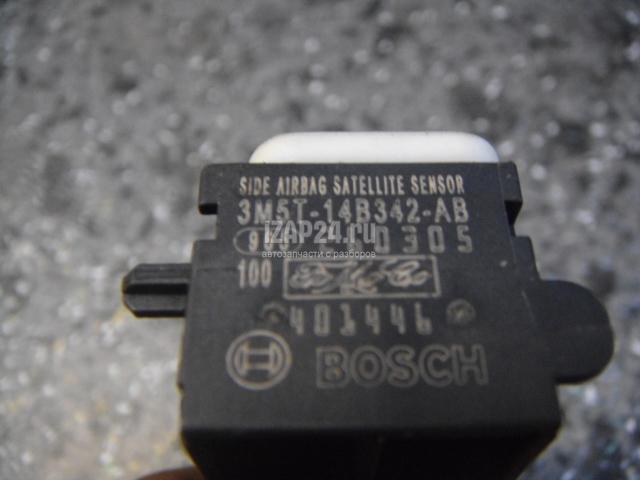 SIDE AIRBAG SATELLITE SENSOR
3M5T-14B342-AB
IZAP24.ru
автозапчасти с разборов
100
401446
BOSCH